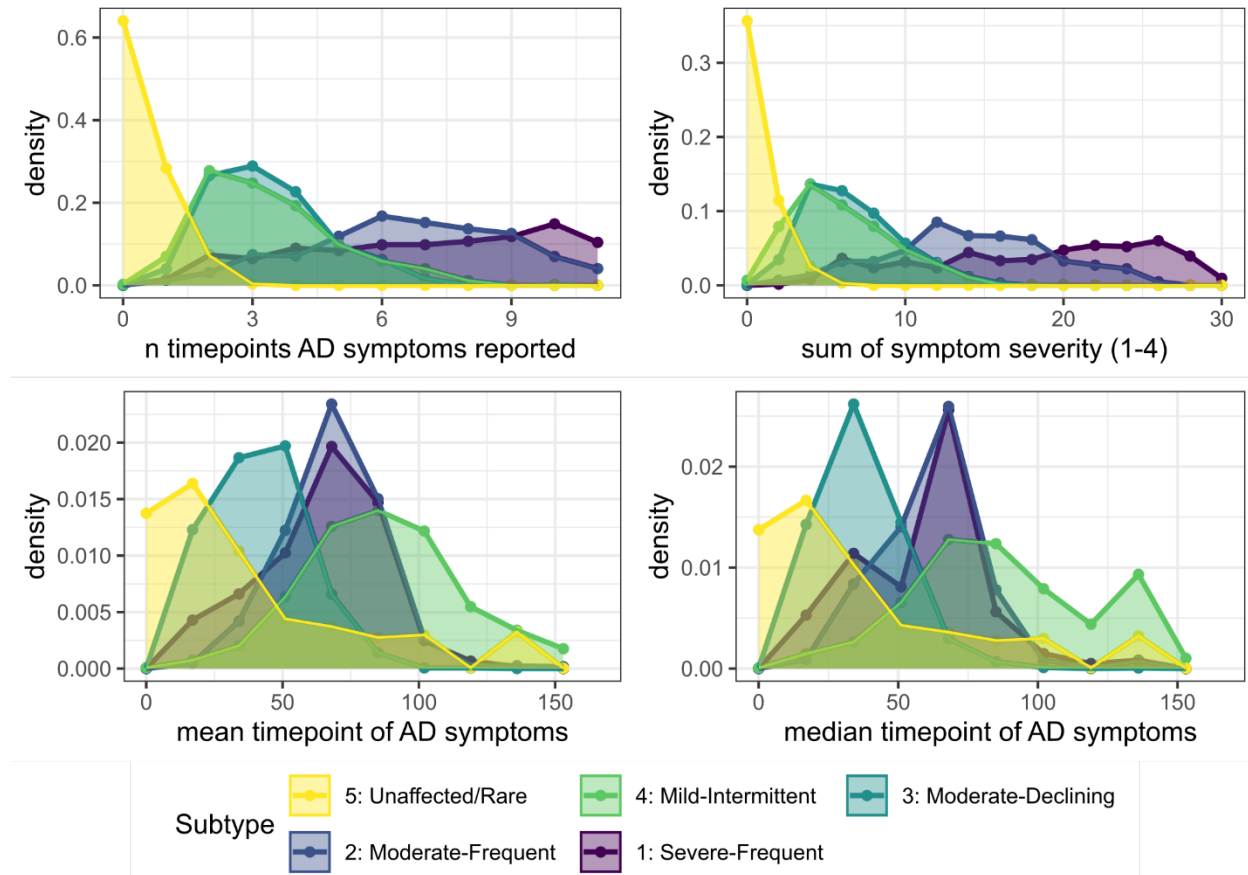 density
0.6
0.4
0.2
0.0
0
3
6
9
n timepoints AD symptoms reported
density
0.3
0.2
0.1
0.0
0
10
20
30
sum of symptom severity (1-4)
density
0.020
0.015
0.010
0.005
0.000
0
50
100
150
mean timepoint of AD symptoms
density
0.02
0.01
0.00
0
50
100
150
median timepoint of AD symptoms
Subtype
5: Unaffected/Rare
4: Mild-Intermittent
3: Moderate-Declining
2: Moderate-Frequent
1: Severe-Frequent